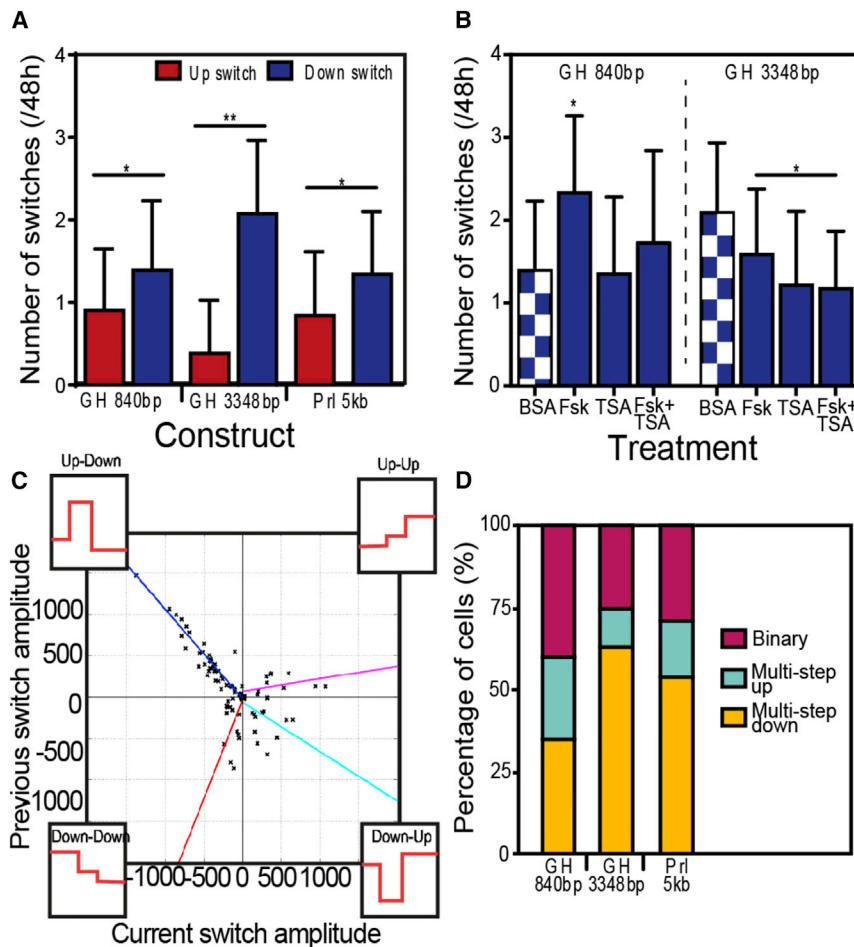 A
Number of switches (/48h)
4
3
2
1
0
Up switch
Down switch
*
**
*
GH 840bp
GH 3348bp
Prl 5kb
Construct
B
Number of switches (/48h)
4
3
2
1
0
GH 840bp
GH 3348bp
*
*
BSA
Fsk
TSA
Fsk+
TSA
BSA
Fsk
TSA
Fsk+
TSA
Treatment
C
Up-Down
Up-Up
Previous switch amplitude
1000
500
0
-500
1000
Down-Down
Down-Up
-1000
-500
0
500
1000
Current switch amplitude
D
Percentage of cells (%)
100
75
50
25
0
Binary
Multi-step
up
Multi-step
down
GH
840bp
GH
3348bp
Prl
5kb